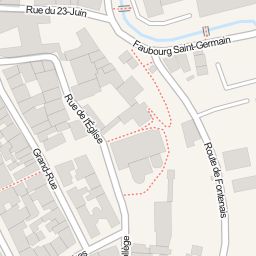 Rue du 23-Juin
Faubourg Saint-Germain
Rue de l'Église
Grand-Rue
Route de Fontenais